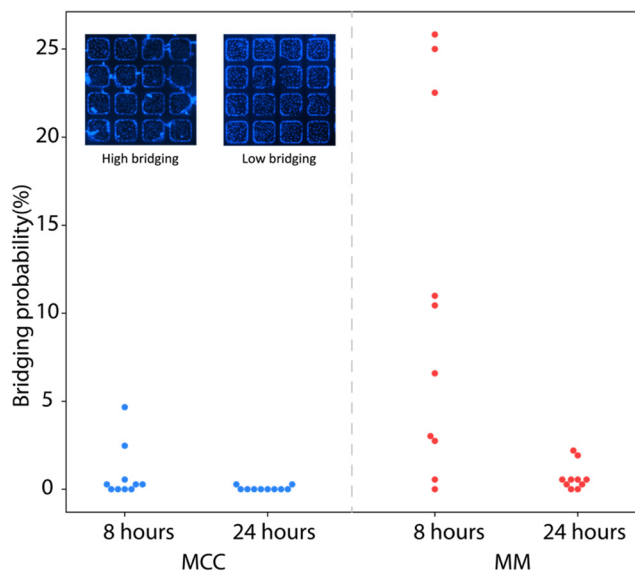 High bridging
Low bridging
Bridging probability(%)
25
20
15
10
5
0
8 hours
24 hours
8 hours
24 hours
MCC
MM